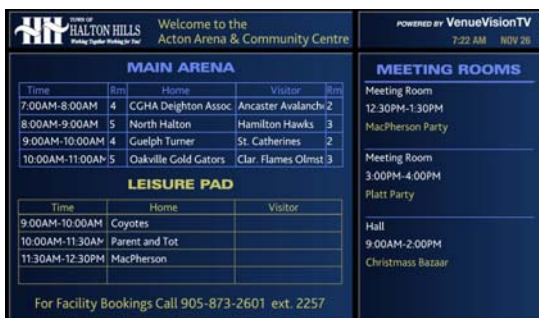 TOWN OF
HALTON HILLS
Working Together Working for You!
Welcome to the
Acton Arena & Community Centre
POWERED BY VenueVisionTV
7:22 AM NOV 26
MAIN ARENA
Time Rm Home Visitor Rm
7:00AM-8:00AM 4 CGHA Deighton Assoc. Ancaster Avalanch 2
8:00AM-9:00AM 5 North Halton Hamilton Hawks 3
9:00AM-10:00AM 4 Guelph Turner St. Catherines 2
10:00AM-11:00AM 5 Oakville Gold Gators Clar. Flames Olmst 3
LEISURE PAD
Time Home Visitor
9:00AM-10:00AM Coyotes
10:00AM-11:30AM Parent and Tot
11:30AM-12:30PM MacPherson
For Facility Bookings Call 905-873-2601 ext. 2257
MEETING ROOMS
Meeting Room
12:30PM-1:30PM
MacPherson Party
Meeting Room
3:00PM-4:00PM
Platt Party
Hall
9:00AM-2:00PM
Christmass Bazaar